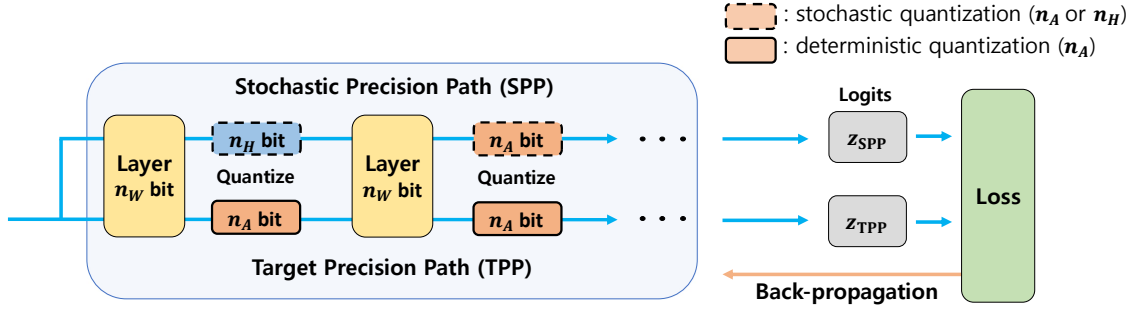 : stochastic quantization (n_A or n_H)
: deterministic quantization (n_A)
Stochastic Precision Path (SPP)
Logits
Layer
n_W bit
n_H bit
Quantize
n_A bit
Layer
n_W bit
n_A bit
Quantize
n_A bit
· · ·
· · ·
z_SPP
z_TPP
Loss
Target Precision Path (TPP)
Back-propagation